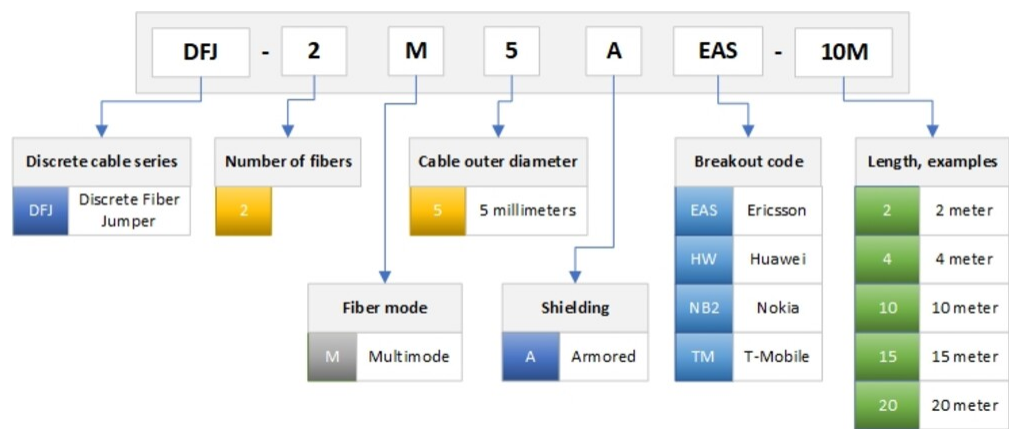 DFJ - 2 M 5 A EAS - 10M
Discrete cable series
DFJ Discrete Fiber
Jumper
Number of fibers
2
Cable outer diameter
5 5 millimeters
Breakout code
EAS Ericsson
HW Huawei
NB2 Nokia
TM T-Mobile
Length, examples
2 2 meter
4 4 meter
10 10 meter
15 15 meter
20 20 meter
Fiber mode
M Multimode
Shielding
A Armored